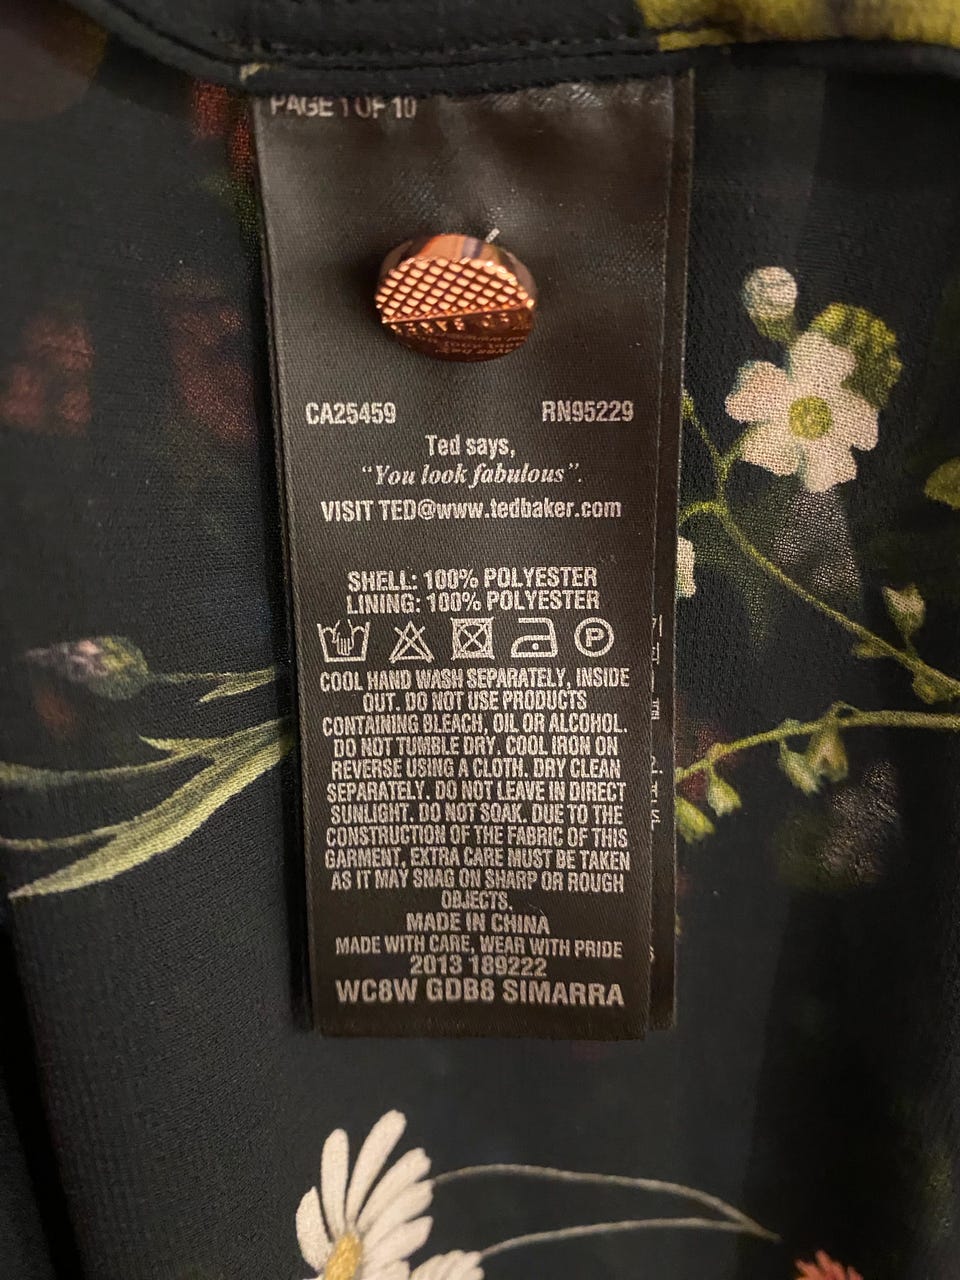 PAGE 1 OF 10
CA25459 RN95229
Ted says,
"You look fabulous".
VISIT TED@www.tedbaker.com
SHELL: 100% POLYESTER
LINING: 100% POLYESTER
P
COOL HAND WASH SEPARATELY, INSIDE
OUT. DO NOT USE PRODUCTS
CONTAINING BLEACH, OIL OR ALCOHOL.
DO NOT TUMBLE DRY. COOL IRON ON
REVERSE USING A CLOTH. DRY CLEAN
SEPARATELY. DO NOT LEAVE IN DIRECT
SUNLIGHT. DO NOT SOAK. DUE TO THE
CONSTRUCTION OF THE FABRIC OF THIS
GARMENT, EXTRA CARE MUST BE TAKEN
AS IT MAY SNAG ON SHARP OR ROUGH
OBJECTS.
MADE IN CHINA
MADE WITH CARE, WEAR WITH PRIDE
2013 189222
WC8W GDB8 SIMARRA